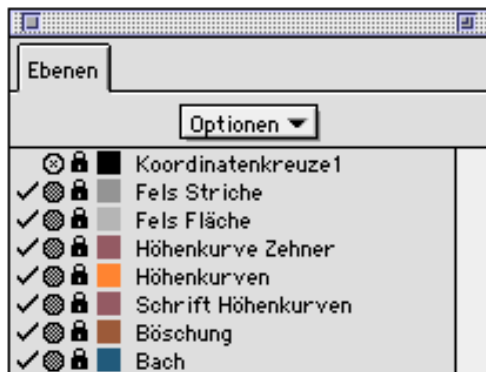 Ebenen
Optionen
Koordinatenkreuze1
Fels Striche
Fels Fläche
Höhenkurve Zehner
Höhenkurven
Schrift Höhenkurven
Böschung
Bach